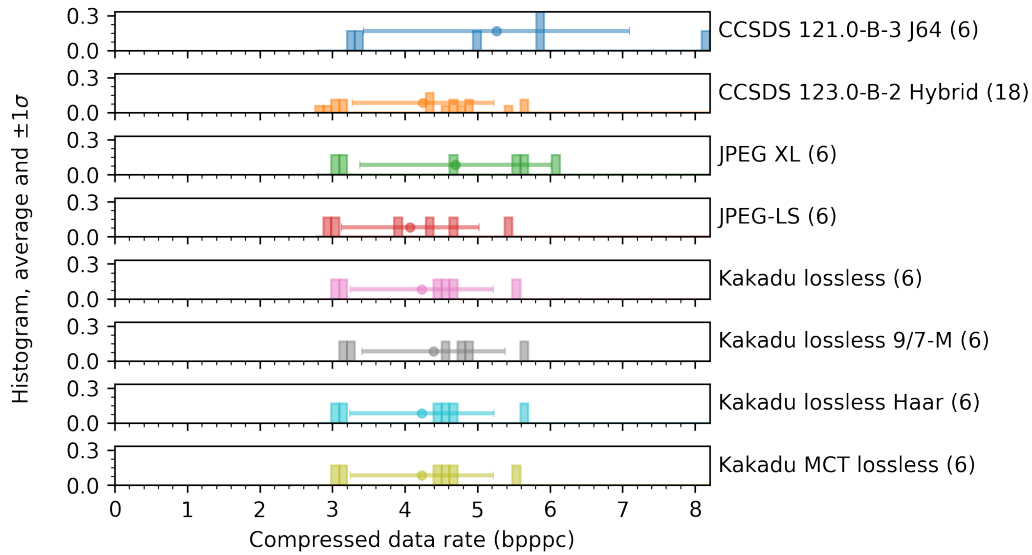 Histogram, average and ±1σ
0.3
0.0
CCSDS 121.0-B-3 J64 (6)
0.3
0.0
CCSDS 123.0-B-2 Hybrid (18)
0.3
0.0
JPEG XL (6)
0.3
0.0
JPEG-LS (6)
0.3
0.0
Kakadu lossless (6)
0.3
0.0
Kakadu lossless 9/7-M (6)
0.3
0.0
Kakadu lossless Haar (6)
0.3
0.0
Kakadu MCT lossless (6)
0 1 2 3 4 5 6 7 8
Compressed data rate (bpppc)